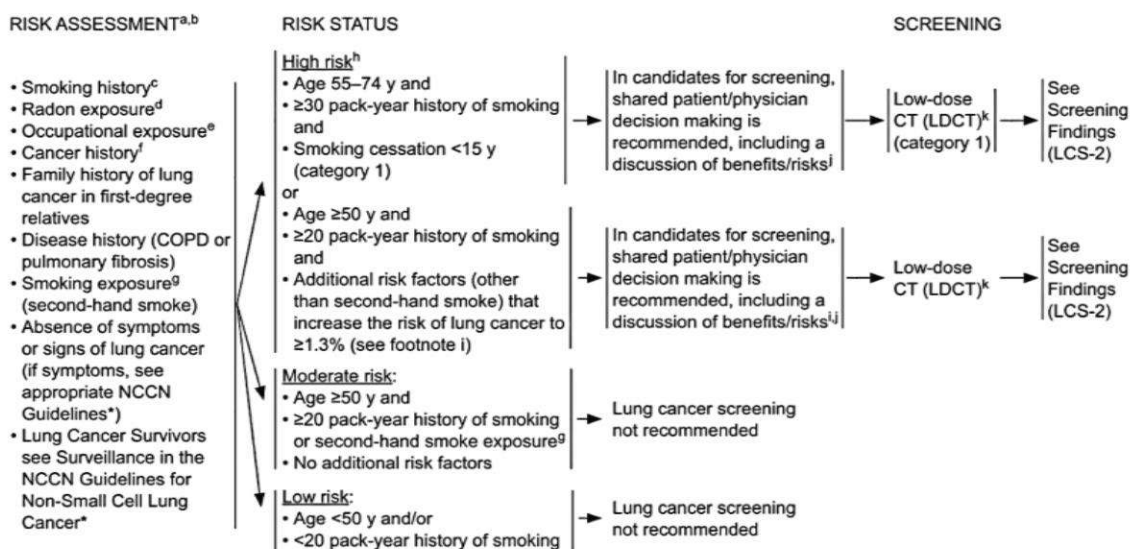 RISK ASSESSMENTa,b
• Smoking historyc
• Radon exposured
• Occupational exposuree
• Cancer historyf
• Family history of lung
cancer in first-degree
relatives
• Disease history (COPD or
pulmonary fibrosis)
• Smoking exposureg
(second-hand smoke)
• Absence of symptoms
or signs of lung cancer
(if symptoms, see
appropriate NCCN
Guidelines*)
• Lung Cancer Survivors
see Surveillance in the
NCCN Guidelines for
Non-Small Cell Lung
Cancer*
RISK STATUS
High riskh
• Age 55–74 y and
• ≥30 pack-year history of smoking
and
• Smoking cessation <15 y
(category 1)
or
• Age ≥50 y and
• ≥20 pack-year history of smoking
and
• Additional risk factors (other
than second-hand smoke) that
increase the risk of lung cancer to
≥1.3% (see footnote i)
Moderate risk:
• Age ≥50 y and
• ≥20 pack-year history of smoking
or second-hand smoke exposureg
• No additional risk factors
Low risk:
• Age <50 y and/or
• <20 pack-year history of smoking
In candidates for screening,
shared patient/physician
decision making is
recommended, including a
discussion of benefits/risksj
In candidates for screening,
shared patient/physician
decision making is
recommended, including a
discussion of benefits/risksi,j
Lung cancer screening
not recommended
Lung cancer screening
not recommended
SCREENING
Low-dose
CT (LDCT)k
(category 1)
See
Screening
Findings
(LCS-2)
Low-dose
CT (LDCT)k
See
Screening
Findings
(LCS-2)